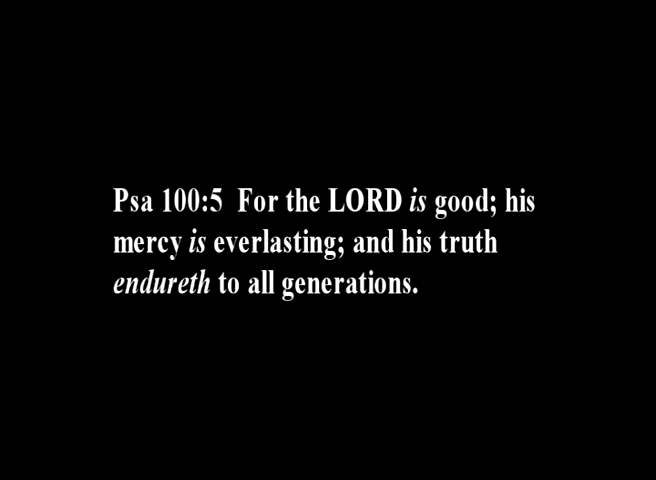 Psa 100:5  For the LORD is good; his
mercy is everlasting; and his truth
endureth to all generations.